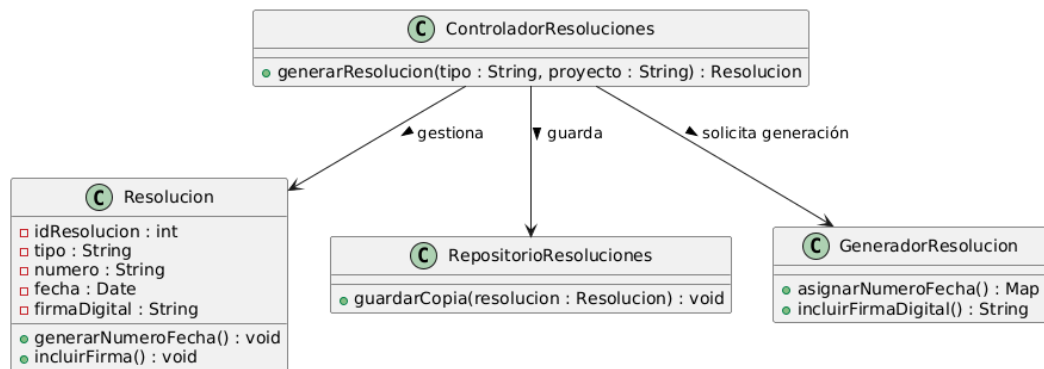 C ControladorResoluciones
generarResolucion(tipo : String, proyecto : String) : Resolucion
gestiona
guarda
solicita generación
C Resolucion
idResolucion : int
tipo : String
numero : String
fecha : Date
firmaDigital : String
generarNumeroFecha() : void
incluirFirma() : void
C RepositorioResoluciones
guardarCopia(resolucion : Resolucion) : void
C GeneradorResolucion
asignarNumeroFecha() : Map
incluirFirmaDigital() : String